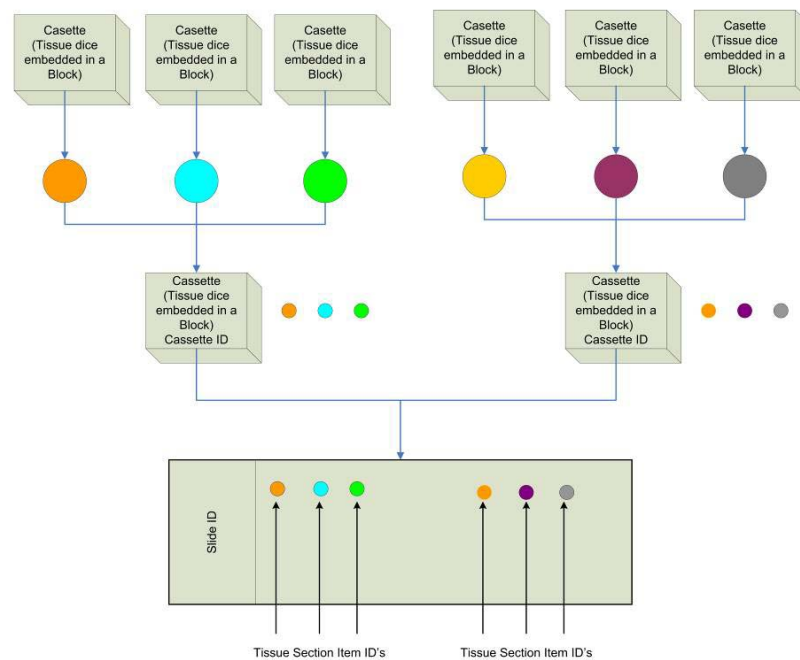 Casette
(Tissue dice
embedded in a
Block)
Casette
(Tissue dice
embedded in a
Block)
Casette
(Tissue dice
embedded in a
Block)
Casette
(Tissue dice
embedded in a
Block)
Casette
(Tissue dice
embedded in a
Block)
Casette
(Tissue dice
embedded in a
Block)
Cassette
(Tissue dice
embedded in a
Block)
Cassette ID
Cassette
(Tissue dice
embedded in a
Block)
Cassette ID
Slide ID
Tissue Section Item ID's
Tissue Section Item ID's